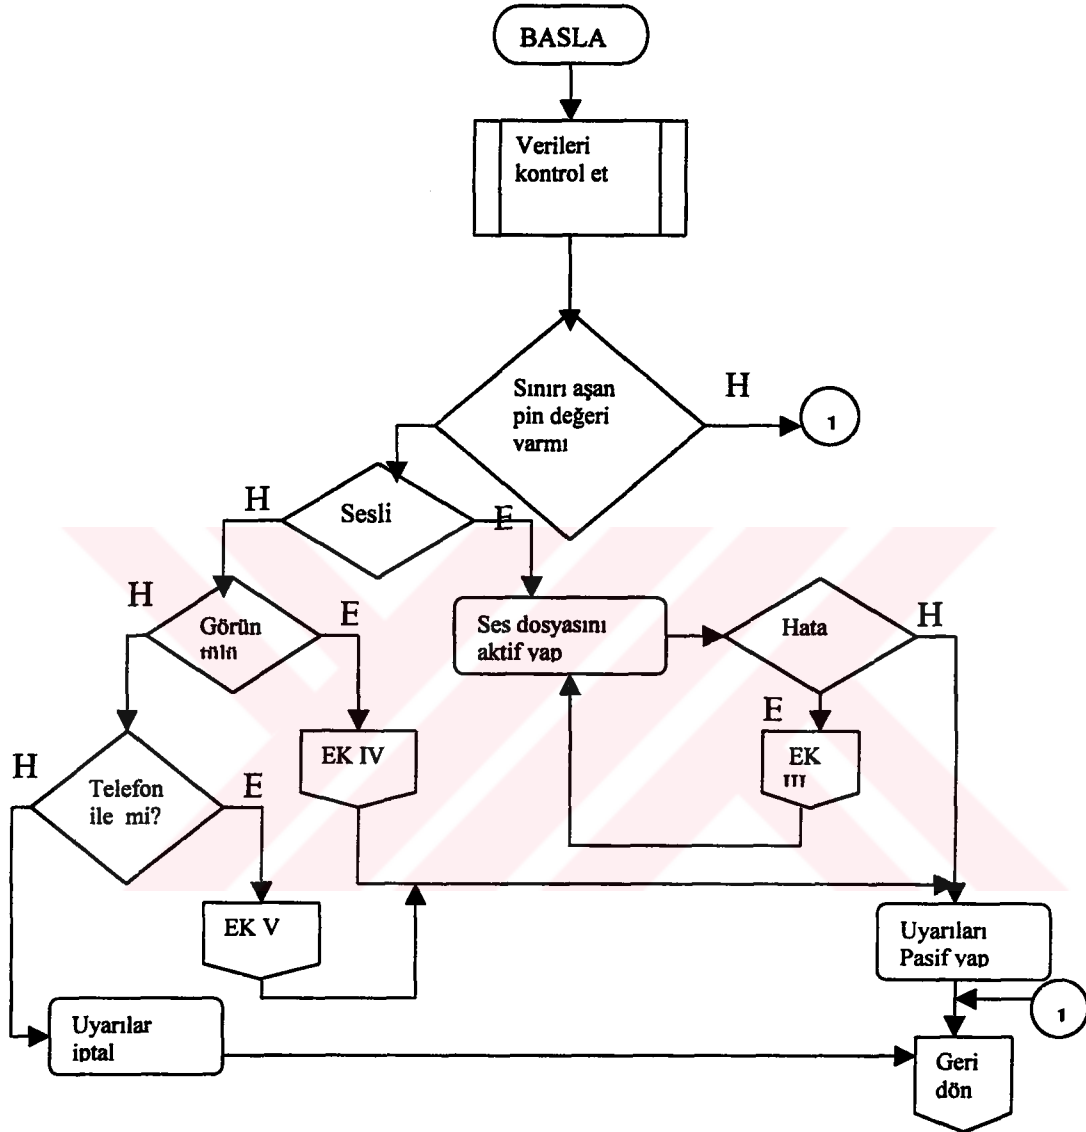 BASLA
Verileri
kontrol et
Sınırı aşan
pin değeri
varmı
H
1
H
Sesli
E
H
Görün
E
Ses dosyasını
aktif yap
Hata
H
E
EK IV
EK
III
H
Telefon
ile mi?
E
EK V
Uyarıları
Pasif yap
1
Uyarılar
iptal
Geri
dön